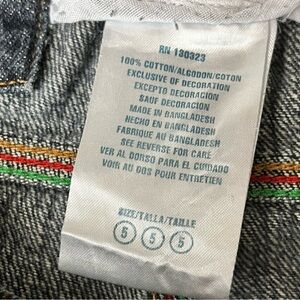 RN 130323
100% COTTON/ALGODON/COTON
EXCLUSIVE OF DECORATION
EXCEPTO DECORACIÓN
SAUF DECORATION
MADE IN BANGLADESH
HECHO EN BANGLADESH
FABRIQUE AU BANGLADESH
SEE REVERSE FOR CARE
VER AL DORSO PARA EL CUIDADO
VOIR AU DOS POUR ENTRETIEN
SIZE/TALLA/TAILLE
5 5 5